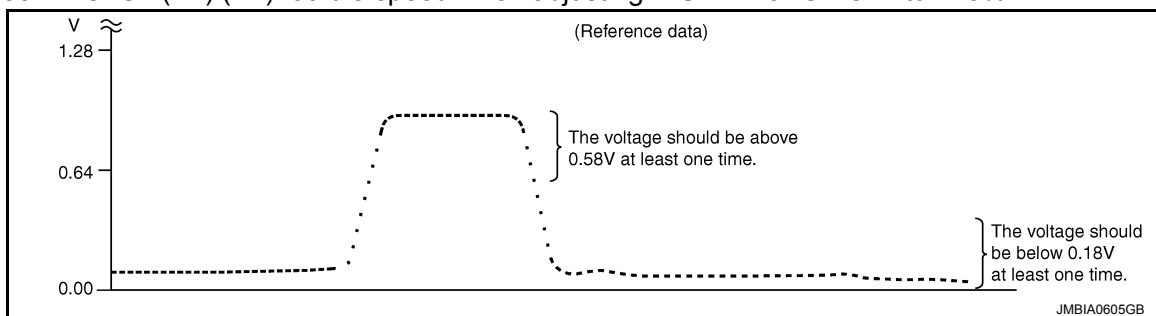 V
(Reference data)
1.28
The voltage should be above
0.58V at least one time.
0.64
The voltage should
be below 0.18V
at least one time.
0.00
JMBIA0605GB